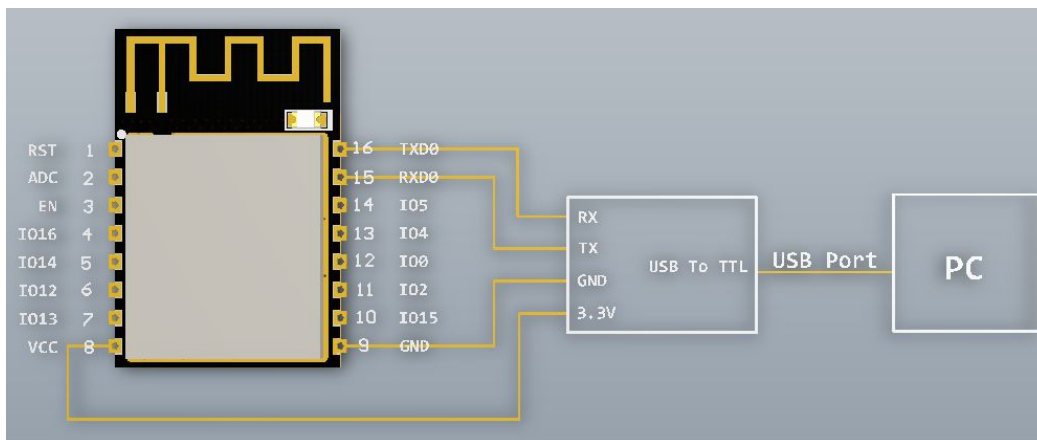 RST 1
ADC 2
EN 3
IO16 4
IO14 5
IO12 6
IO13 7
VCC 8
16 TXD0
15 RXD0
14 IO5
13 IO4
12 IO0
11 IO2
10 IO15
9 GND
RX
TX
GND
3.3V
USB To TTL
USB Port
PC